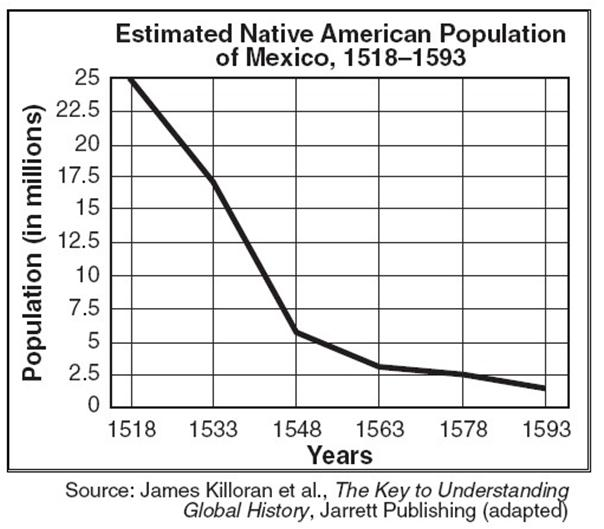 Estimated Native American Population
of Mexico, 1518–1593
Population (in millions)
25
22.5
20
17.5
15
12.5
10
7.5
5
2.5
0
1518 1533 1548 1563 1578 1593
Years
Source: James Killoran et al., The Key to Understanding
Global History, Jarrett Publishing (adapted)